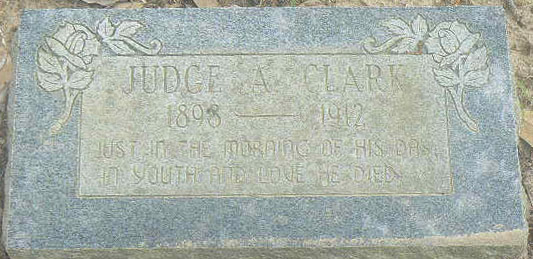 JUDGE A. CLARK
1898 — 1912
JUST IN THE MORNING OF HIS DAY,
IN YOUTH AND LOVE HE DIED.